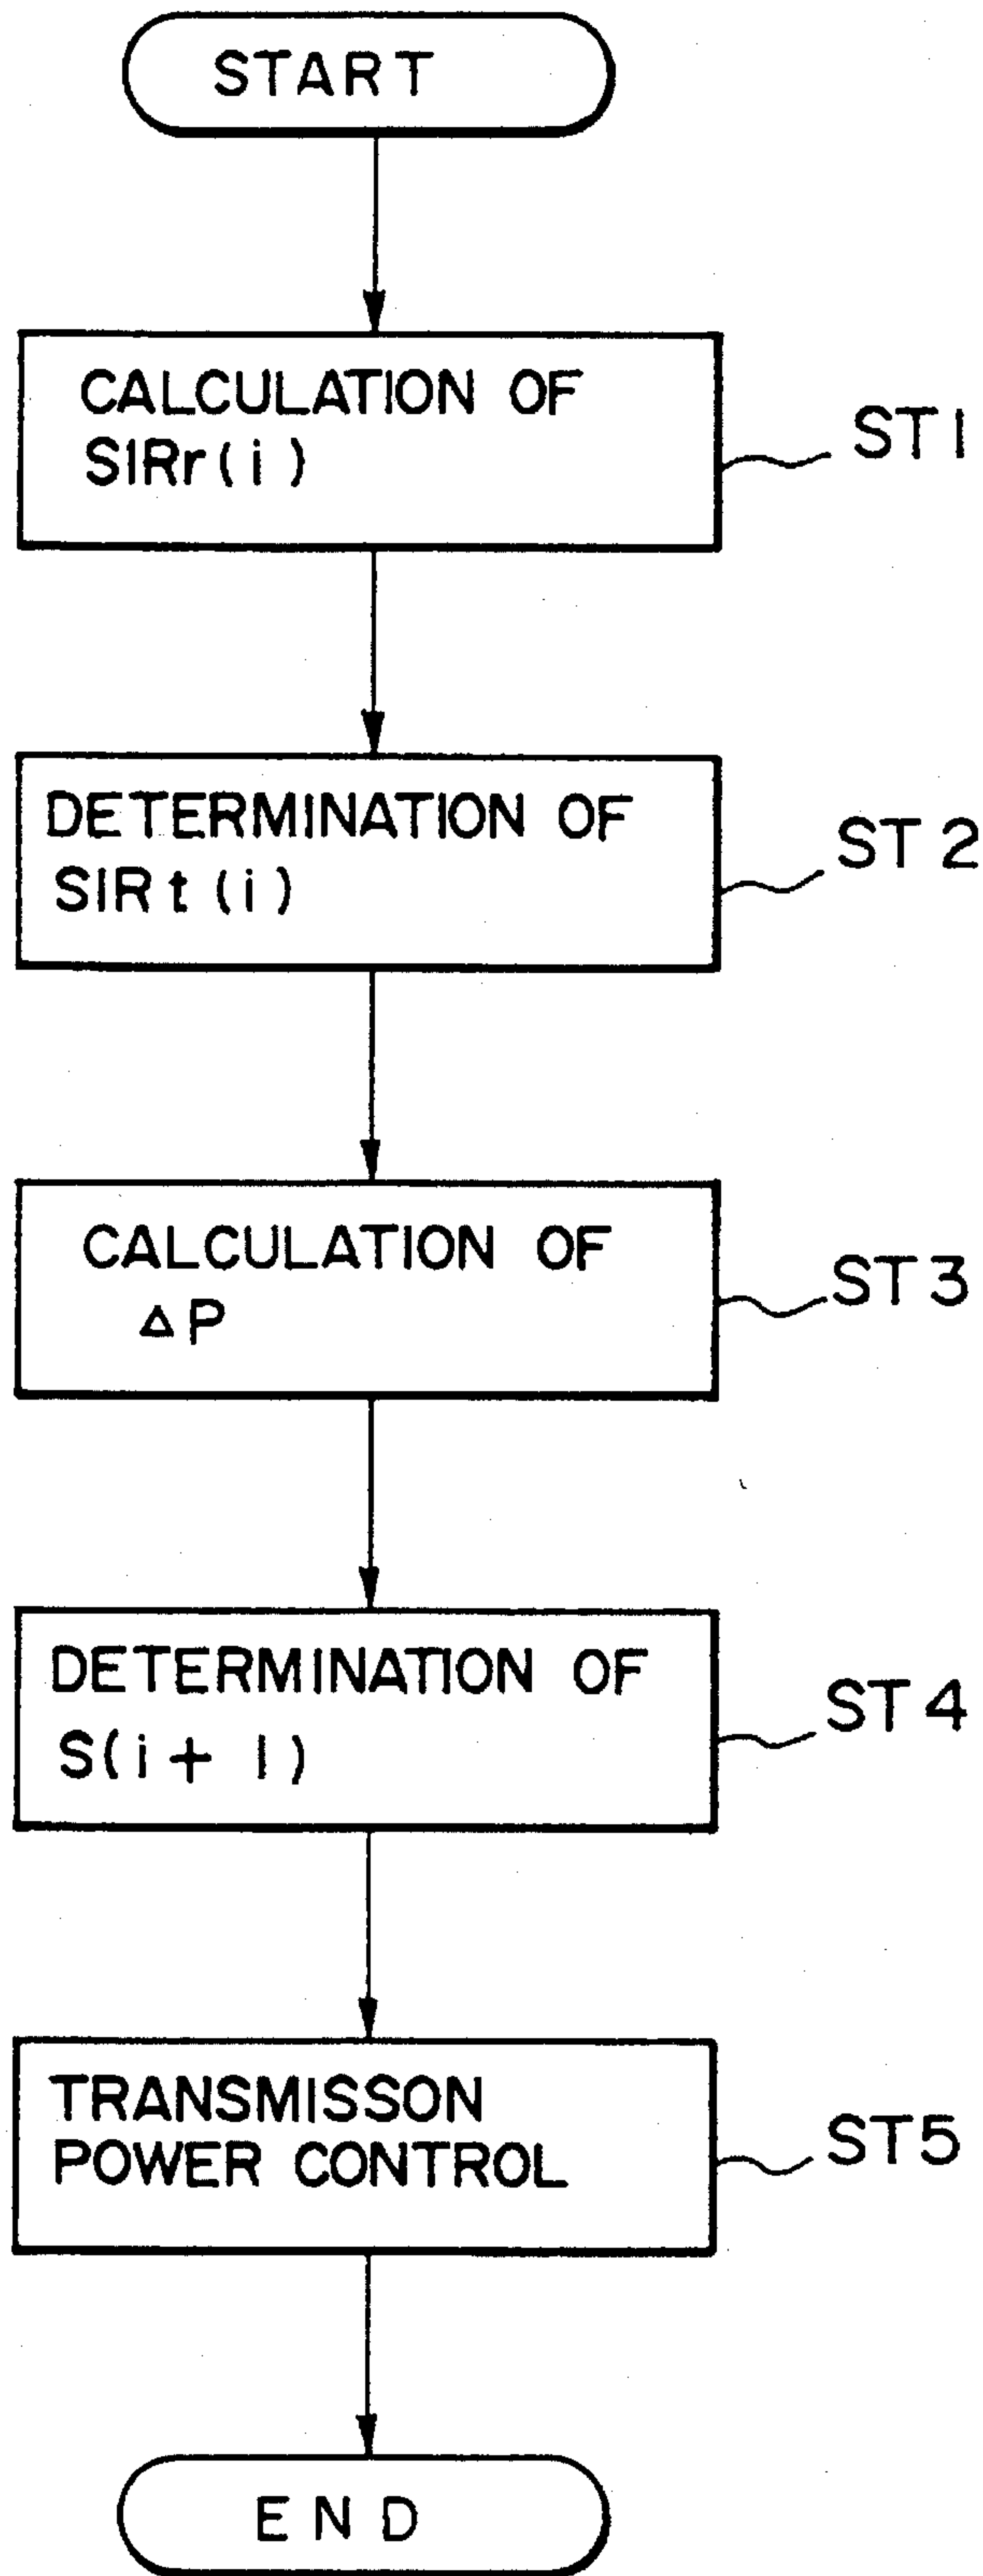 START
CALCULATION OF
SIRr(i)
ST1
DETERMINATION OF
SIRt(i)
ST2
CALCULATION OF
ΔP
ST3
DETERMINATION OF
S(i+1)
ST4
TRANSMISSON
POWER CONTROL
ST5
END